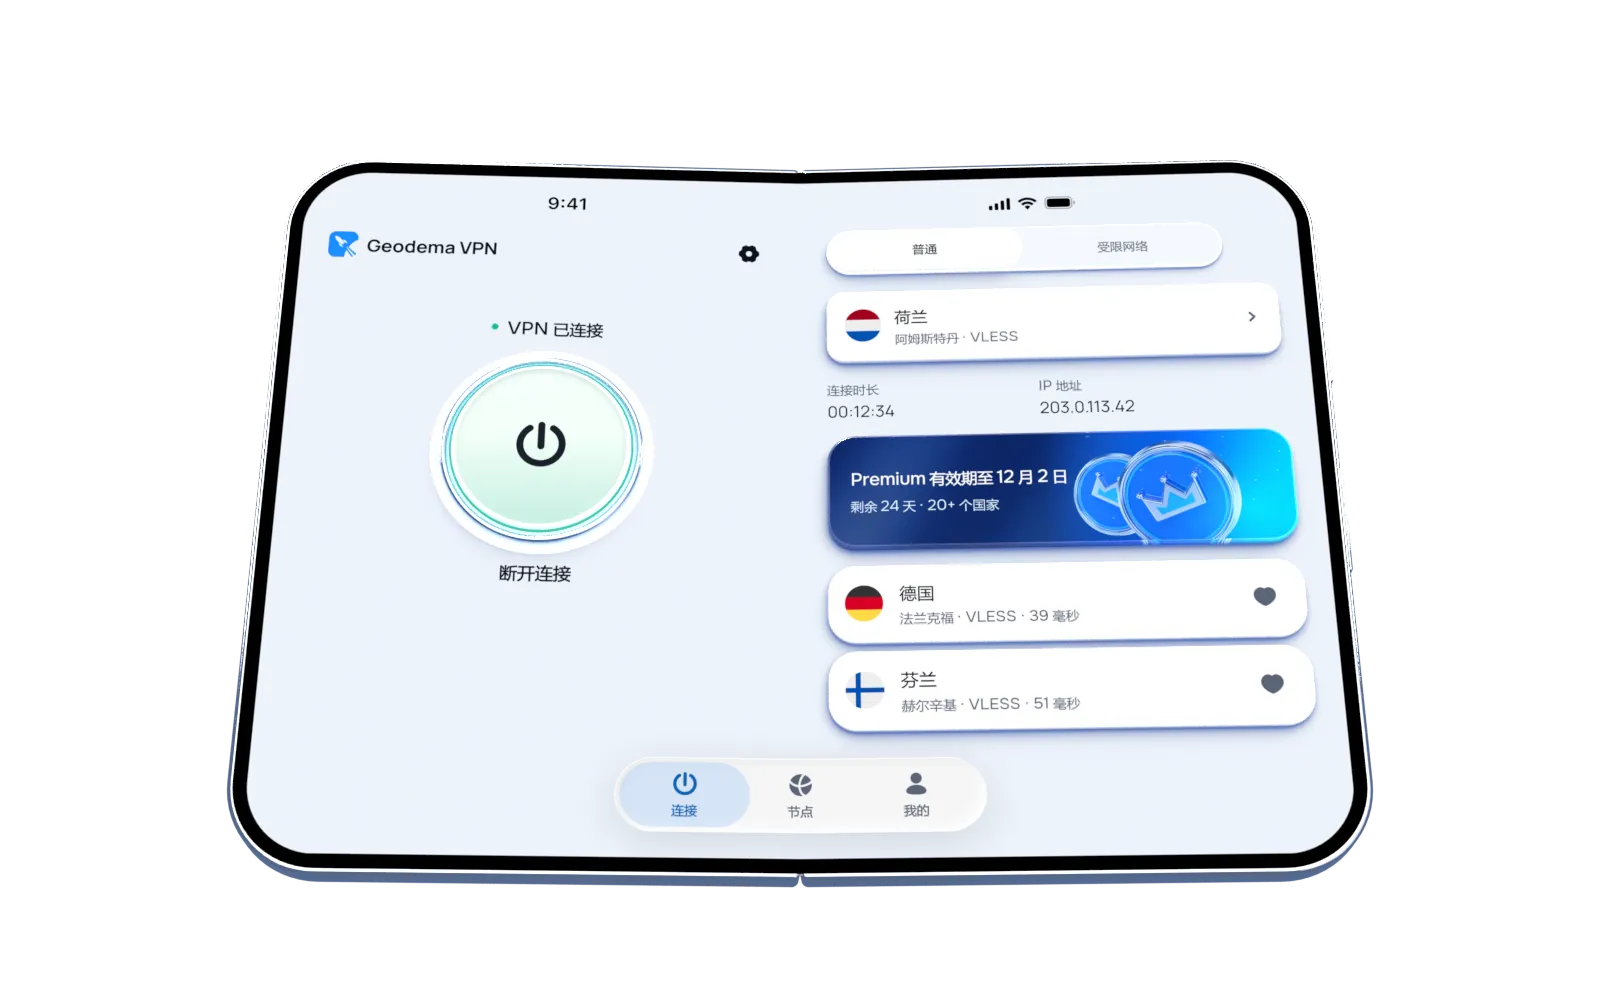 9:41
Geodema VPN
VPN 已连接
断开连接
普通
受限网络
荷兰
阿姆斯特丹 · VLESS
连接时长
00:12:34
IP 地址
203.0.113.42
Premium 有效期至 12 月 2 日
剩余 24 天 · 20+ 个国家
德国
法兰克福 · VLESS · 39 毫秒
芬兰
赫尔辛基 · VLESS · 51 毫秒
连接
节点
我的